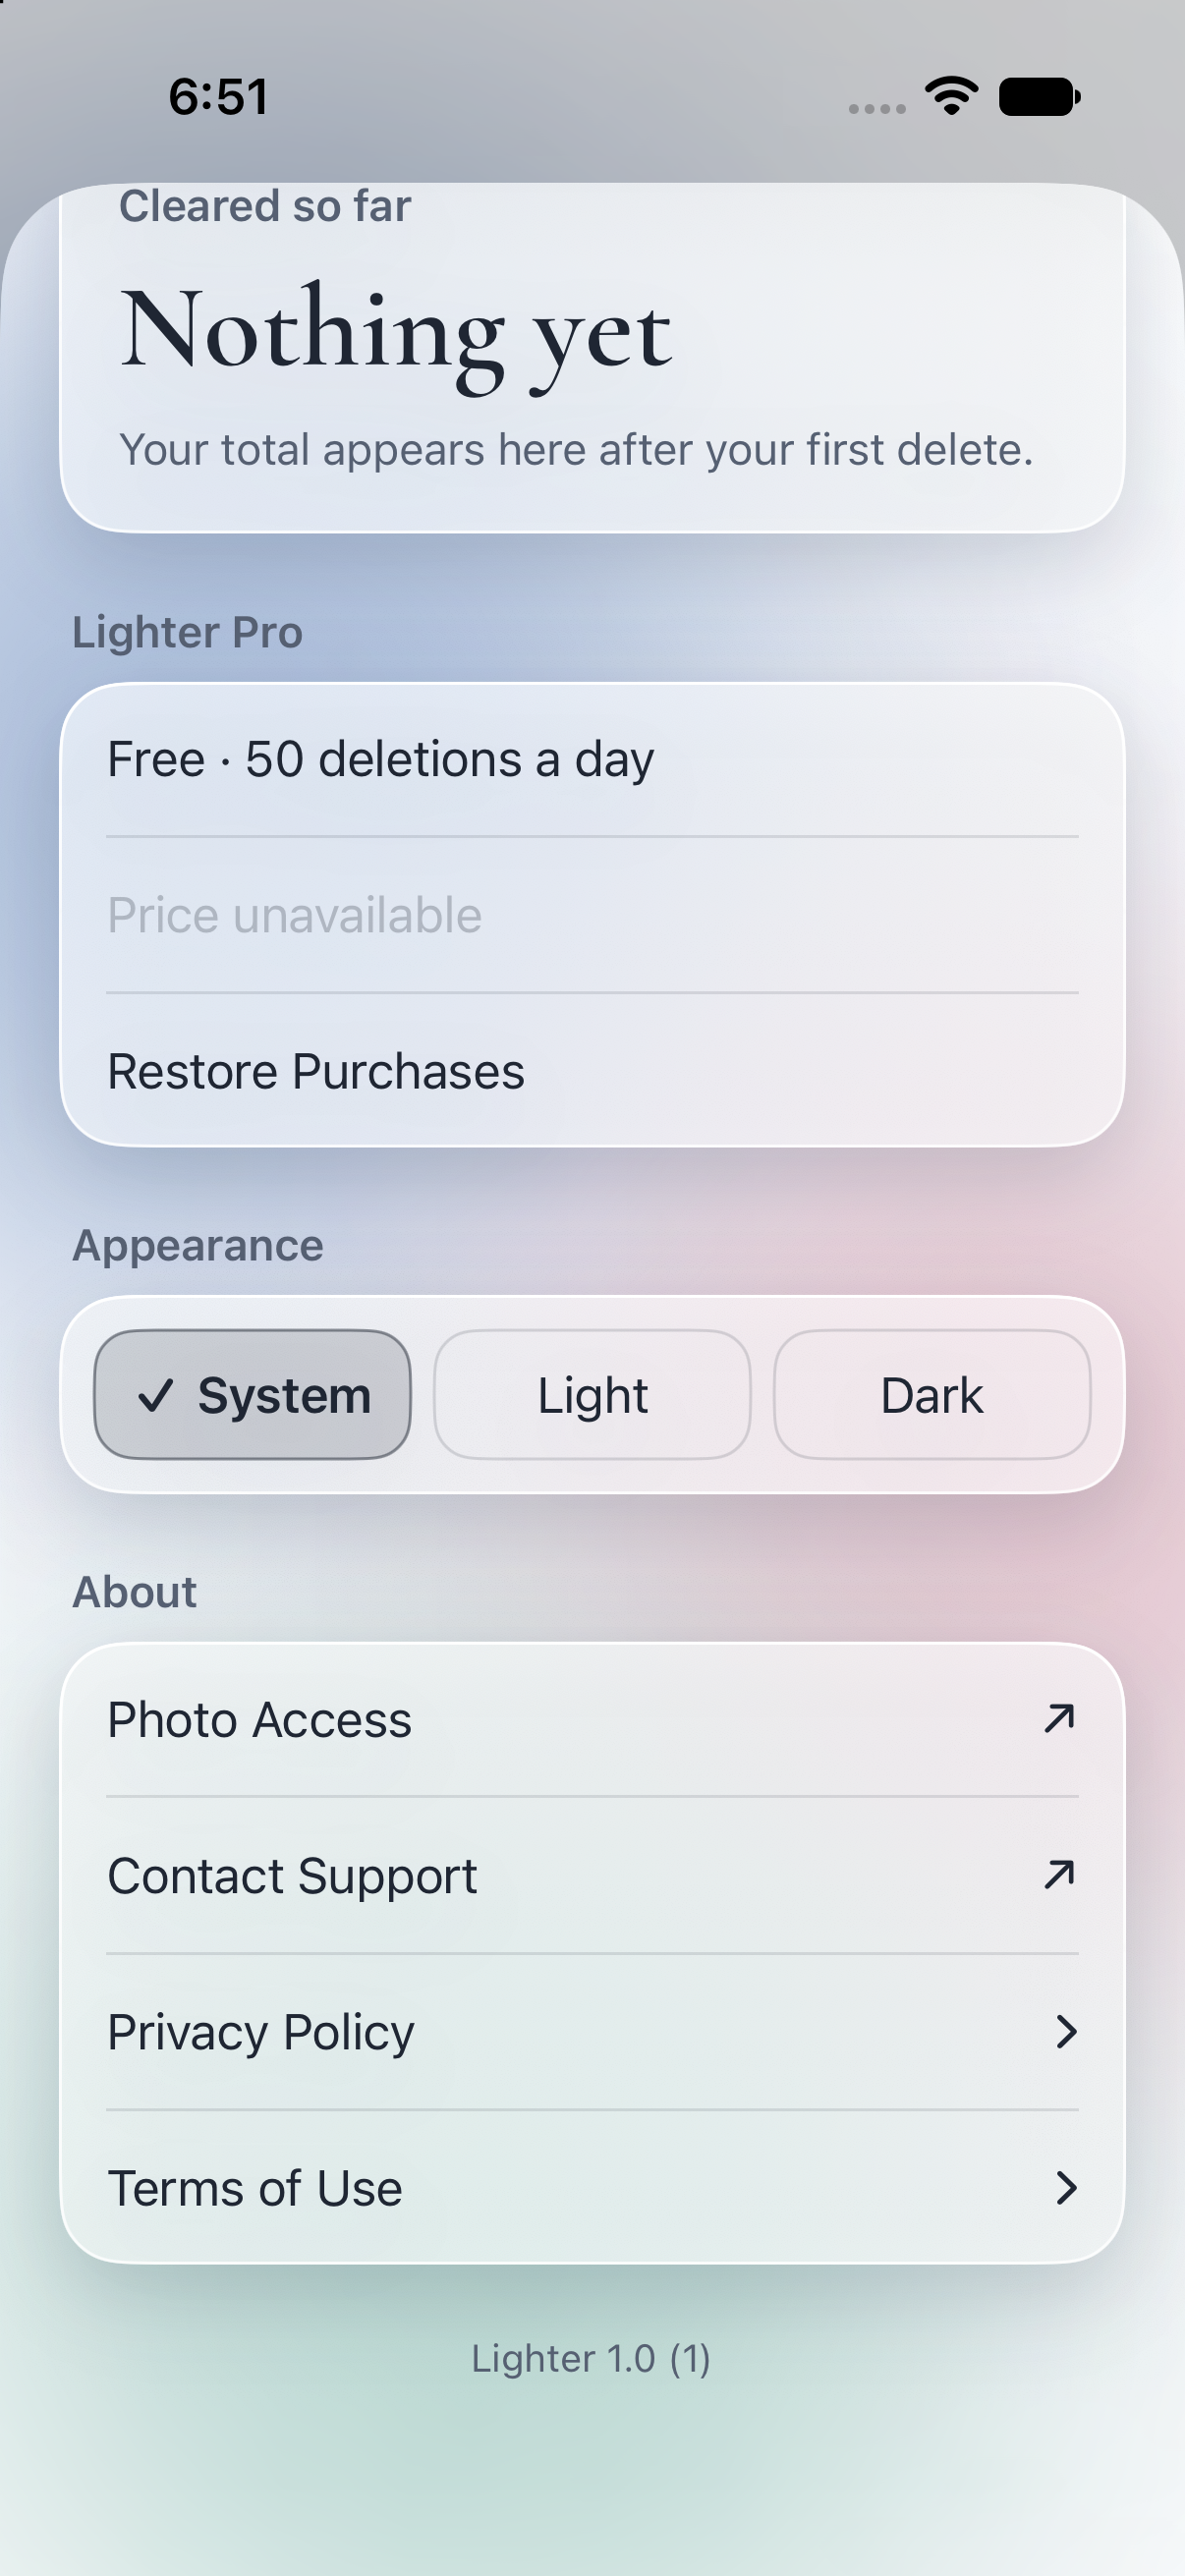 6:51
Cleared so far
Nothing yet
Your total appears here after your first delete.
Lighter Pro
Free · 50 deletions a day
Price unavailable
Restore Purchases
Appearance
System
Light
Dark
About
Photo Access
Contact Support
Privacy Policy
Terms of Use
Lighter 1.0 (1)